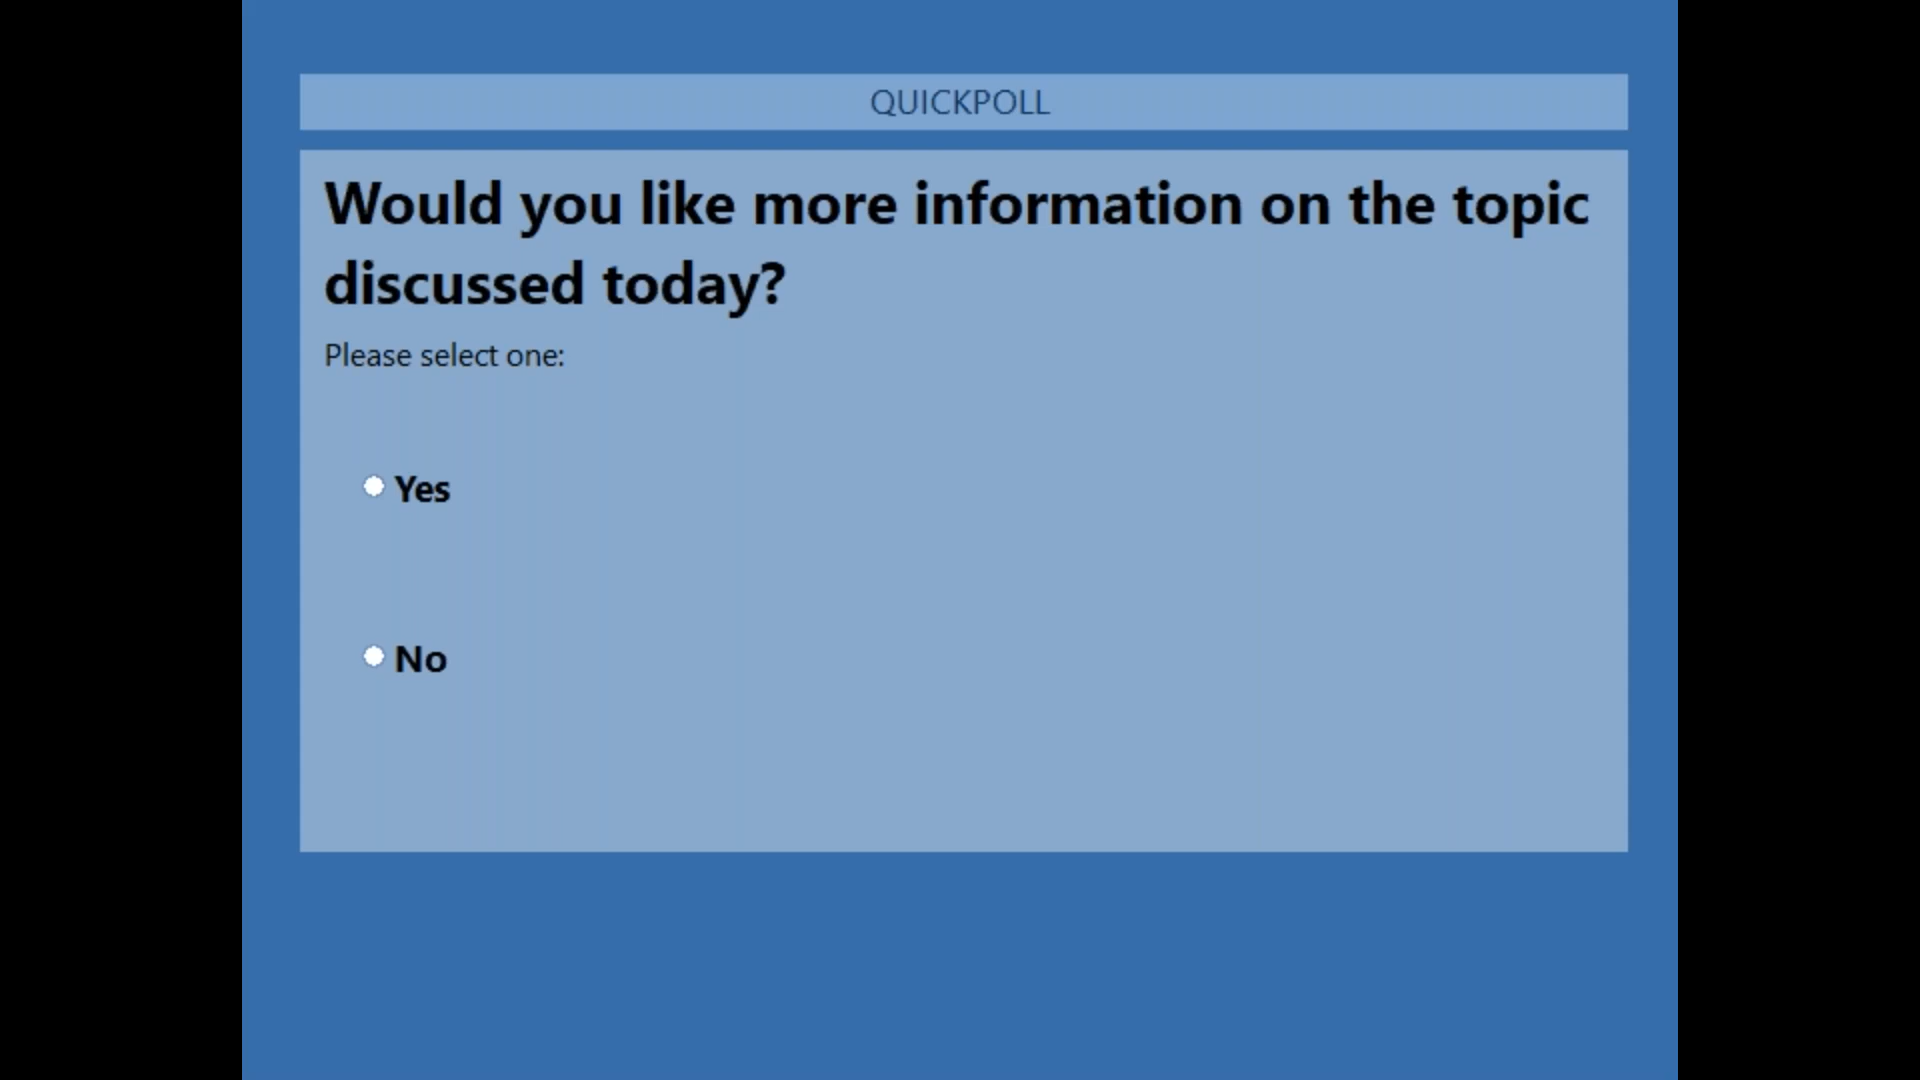 QUICKPOLL
Would you like more information on the topic
discussed today?
Please select one:
Yes
No